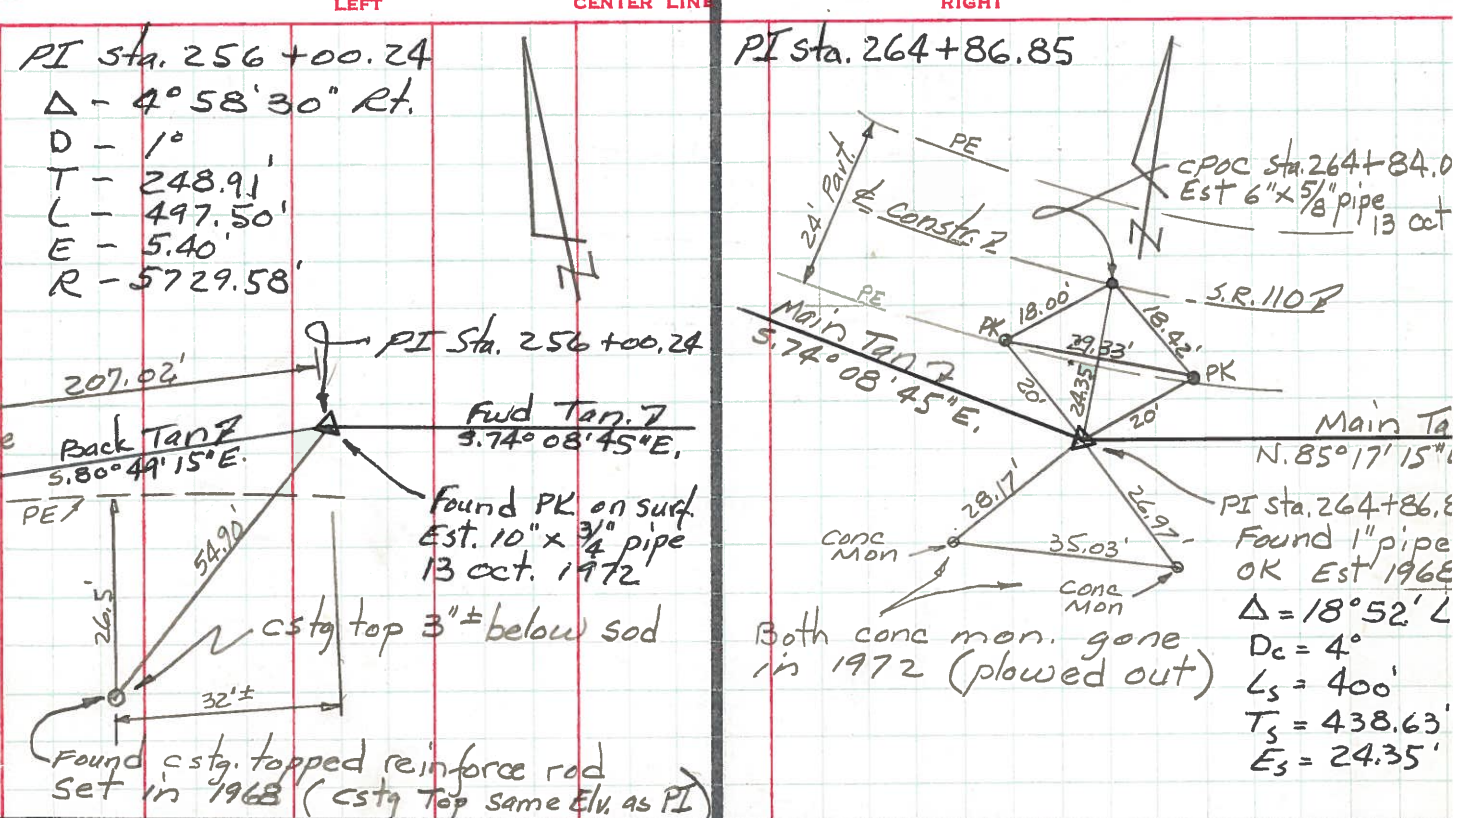 LEFT
CENTER LINE
RIGHT
PI Sta. 256+00.24
Δ - 4°58'30" Rt.
D - 1°
T - 248.91'
L - 497.50'
E - 5.40'
R - 5729.58'
N
PI Sta. 256+00.24
207.02'
Back Tan
S.80°49'15"E.
Fwd Tan.
S.74°08'45"E.
PE
54.90'
26.5'
32'±
Found PK on surf.
Est. 10" x 3/4" pipe
13 Oct. 1972
cstg top 3"± below sod
Found cstg. topped reinforce rod
Set in 1968 (cstg Top same Elv. as PI)
PI Sta. 264+86.85
N
PE
24' Pav't.
℄ Constr.
CPOC Sta. 264+84.0
Est 6" x 5/8" pipe
13 Oct
S.R. 110
PE
Main Tan
S.74°08'45"E.
PK
18.00'
18.42'
29.33'
PK
20'
24.35'
20'
Main Ta
N.85°17'15"
28.17'
26.97'
35.03'
Conc
Mon
Conc
Mon
Both conc mon. gone
in 1972 (plowed out)
PI Sta. 264+86.8
Found 1" pipe
OK Est 1968
Δ = 18°52' L
Dc = 4°
Ls = 400'
Ts = 438.63'
Es = 24.35'